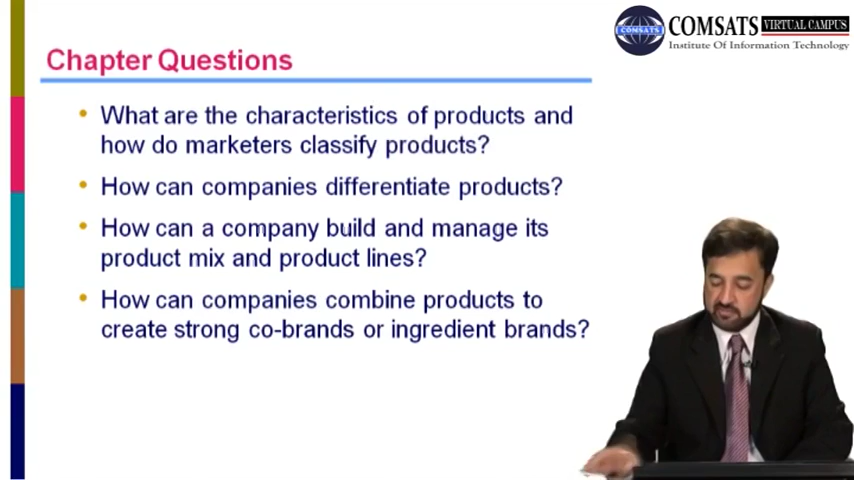 COMSATS VIRTUAL CAMPUS
Institute Of Information Technology
COMSATS
Chapter Questions
• What are the characteristics of products and
how do marketers classify products?
• How can companies differentiate products?
• How can a company build and manage its
product mix and product lines?
• How can companies combine products to
create strong co-brands or ingredient brands?